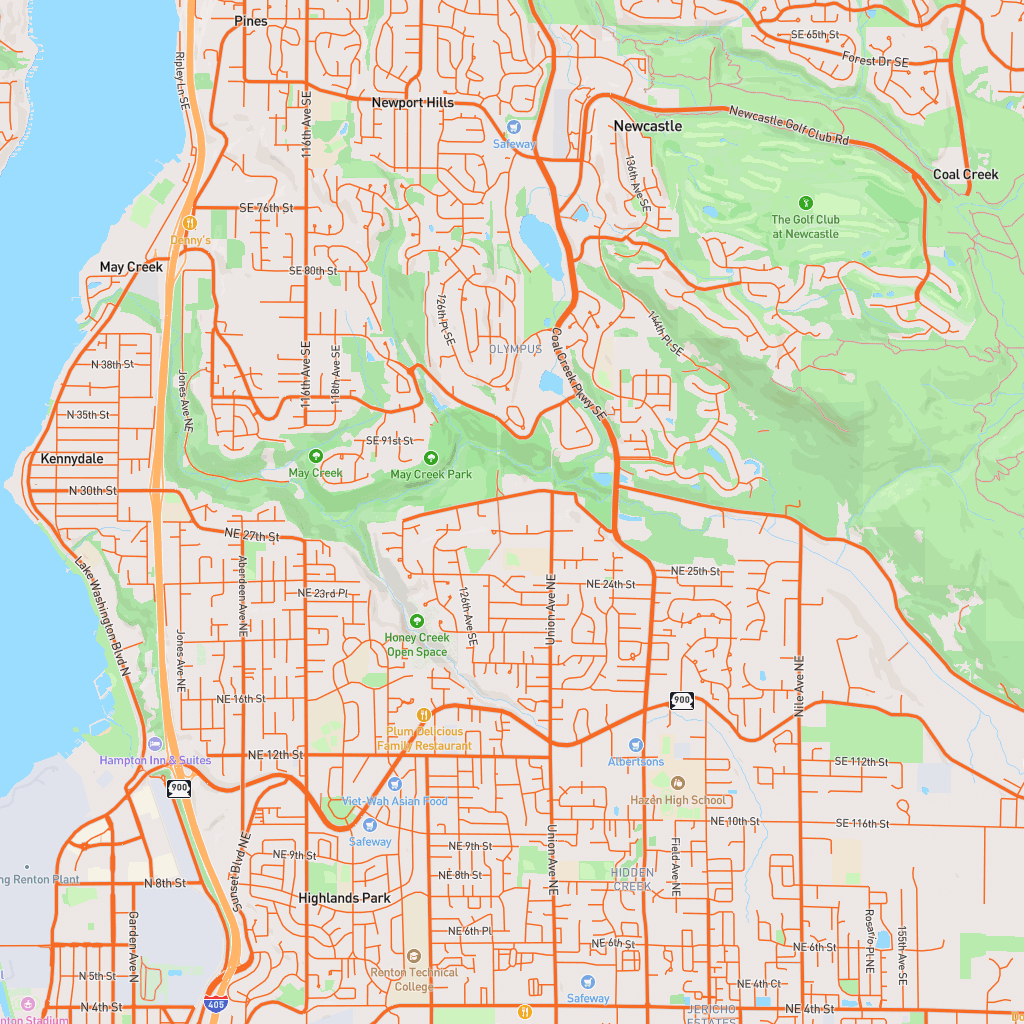 Pines
SE 65th St
Forest Dr SE
Ripley Ln SE
Newport Hills
116th Ave SE
Newcastle
Newcastle Golf Club Rd
Safeway
136th Ave SE
Coal Creek
SE 76th St
Denny's
The Golf Club
at Newcastle
May Creek
SE 80th St
126th Pl SE
144th Pl SE
OLYMPUS
Coal Creek Pkwy SE
N 38th St
116th Ave SE
118th Ave SE
Jones Ave NE
N 35th St
SE 91st St
May Creek
May Creek Park
Kennydale
N 30th St
NE 27th St
Lake Washington Blvd N
Aberdeen Ave NE
NE 23rd Pl
126th Ave SE
Union Ave NE
NE 25th St
NE 24th St
Honey Creek
Open Space
Jones Ave NE
NE 16th St
Nile Ave NE
900
Plum Delicious
Family Restaurant
Hampton Inn & Suites
NE 12th St
Albertsons
SE 112th St
900
Viet-Wah Asian Food
Hazen High School
Safeway
NE 10th St
SE 116th St
Sunset Blvd NE
NE 9th St
NE 9th St
Union Ave NE
Field Ave NE
ng Renton Plant
N 8th St
NE 8th St
HIDDEN
CREEK
Highlands Park
Garden Ave N
NE 6th Pl
NE 6th St
NE 6th St
Rosario Pl NE
155th Ave SE
N 5th St
Renton Technical
College
Safeway
NE 4th Ct
N 4th St
405
NE 4th St
nton Stadium
JERICHO
ESTATES